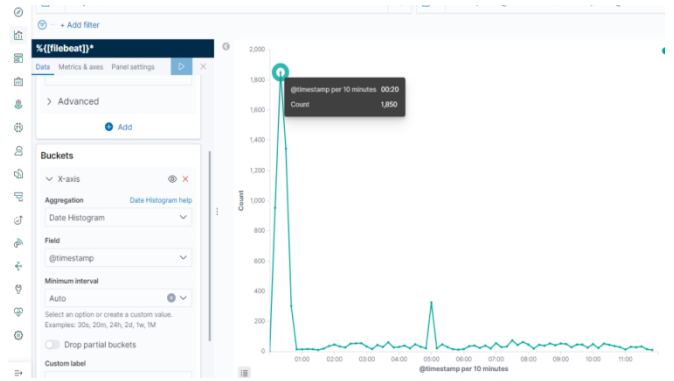 + Add filter
%{[filebeat]}*
Data Metrics & axes Panel settings
Advanced
Add
Buckets
X-axis
Aggregation Date Histogram help
Date Histogram
Field
@timestamp
Minimum interval
Auto
Select an option or create a custom value.
Examples: 30s, 20m, 24h, 2d, 1w, 1M
Drop partial buckets
Custom label
2,000
1,800
1,600
1,400
1,200
1,000
800
600
400
200
0
Count
@timestamp per 10 minutes 00:20
Count 1,850
01:00 02:00 03:00 04:00 05:00 06:00 07:00 08:00 09:00 10:00 11:00
@timestamp per 10 minutes